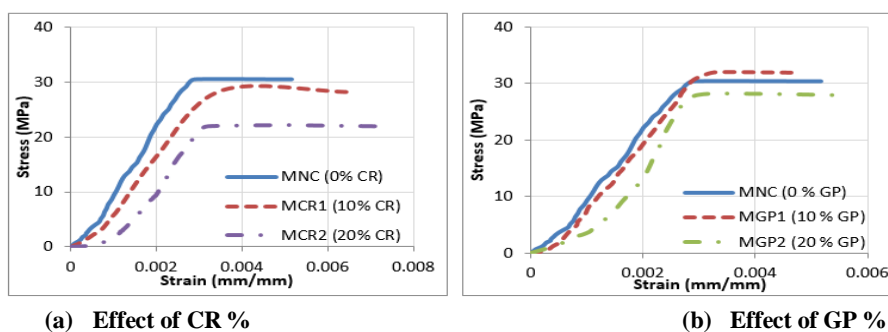 40
30
20
10
0
Stress (MPa)
MNC (0% CR)
MCR1 (10% CR)
MCR2 (20% CR)
0
0.002
0.004
0.006
0.008
Strain (mm/mm)
(a) Effect of CR %
40
30
20
10
0
Stress (MPa)
MNC (0 % GP)
MGP1 (10 % GP)
MGP2 (20 % GP)
0
0.002
0.004
0.006
Strain (mm/mm)
(b) Effect of GP %